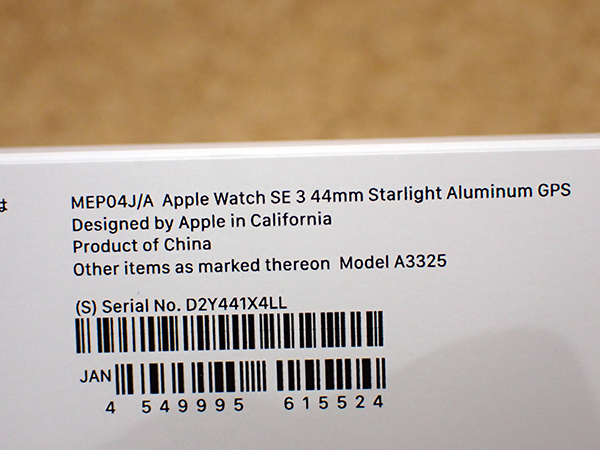 は
MEP04J/A Apple Watch SE 3 44mm Starlight Aluminum GPS
Designed by Apple in California
Product of China
Other items as marked thereon Model A3325
(S) Serial No. D2Y441X4LL
JAN
4 549995 615524